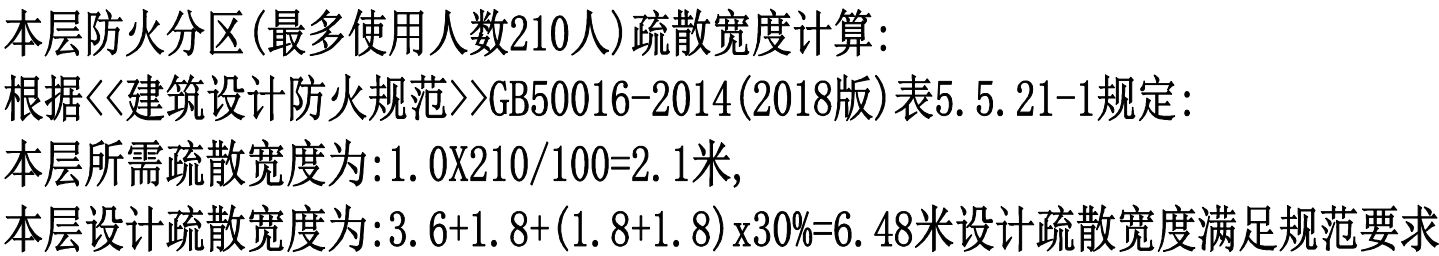 本层防火分区(最多使用人数210人)疏散宽度计算:
根据<<建筑设计防火规范>>GB50016-2014(2018版)表5.5.21-1规定:
本层所需疏散宽度为:1.0X210/100=2.1米,
本层设计疏散宽度为:3.6+1.8+(1.8+1.8)x30%=6.48米设计疏散宽度满足规范要求